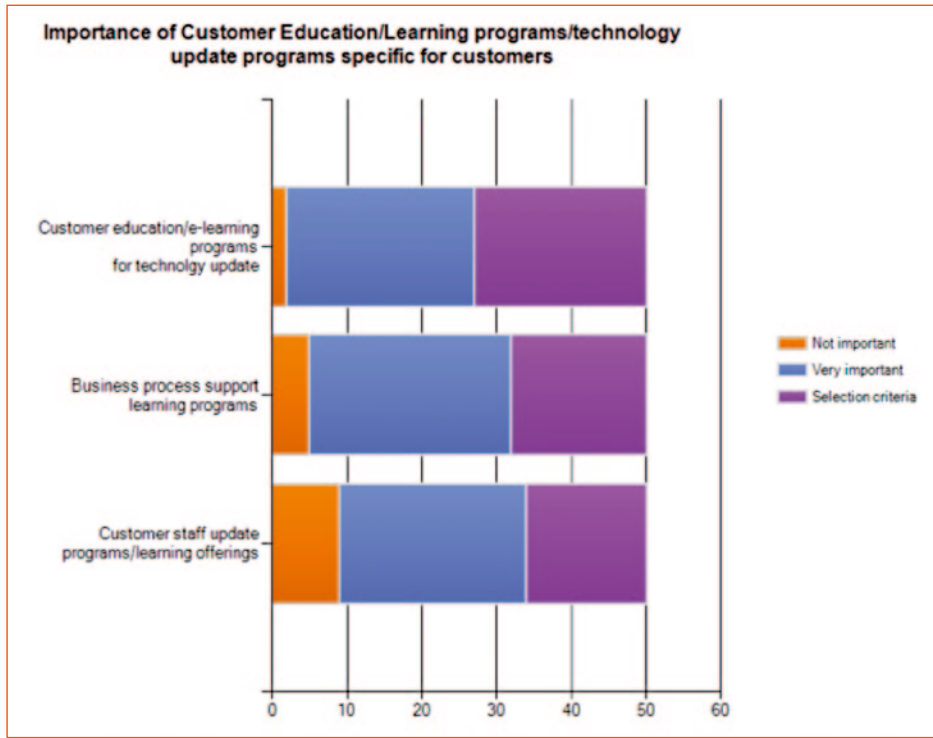 Importance of Customer Education/Learning programs/technology
update programs specific for customers
Customer education/e-learning
programs
for technolgy update
Business process support
learning programs
Customer staff update
programs/learning offerings
Not important
Very important
Selection criteria
0 10 20 30 40 50 60